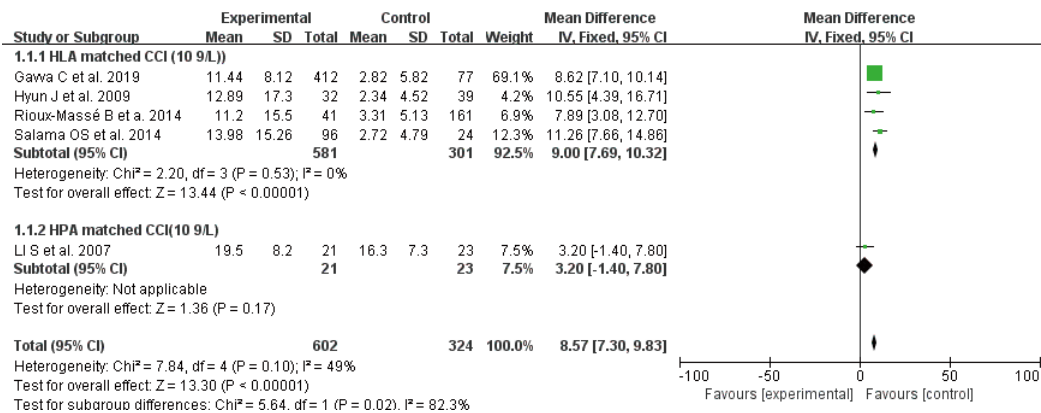 Experimental Control Mean Difference Mean Difference
Study or Subgroup Mean SD Total Mean SD Total Weight IV, Fixed, 95% CI IV, Fixed, 95% CI
1.1.1 HLA matched CCI (10 9/L))
Gavva C et al. 2019 11.44 8.12 412 2.82 5.82 77 69.1% 8.62 [7.10, 10.14]
Hyun J et al. 2009 12.89 17.3 32 2.34 4.52 39 4.2% 10.55 [4.39, 16.71]
Rioux-Massé B et a. 2014 11.2 15.5 41 3.31 5.13 161 6.9% 7.89 [3.08, 12.70]
Salama OS et al. 2014 13.98 15.26 96 2.72 4.79 24 12.3% 11.26 [7.66, 14.86]
Subtotal (95% CI) 581 301 92.5% 9.00 [7.69, 10.32]
Heterogeneity: Chi² = 2.20, df = 3 (P = 0.53); I² = 0%
Test for overall effect: Z = 13.44 (P < 0.00001)
1.1.2 HPA matched CCI(10 9/L)
LI S et al. 2007 19.5 8.2 21 16.3 7.3 23 7.5% 3.20 [-1.40, 7.80]
Subtotal (95% CI) 21 23 7.5% 3.20 [-1.40, 7.80]
Heterogeneity: Not applicable
Test for overall effect: Z = 1.36 (P = 0.17)
Total (95% CI) 602 324 100.0% 8.57 [7.30, 9.83]
Heterogeneity: Chi² = 7.84, df = 4 (P = 0.10); I² = 49%
Test for overall effect: Z = 13.30 (P < 0.00001)
Test for subgroup differences: Chi² = 5.64, df = 1 (P = 0.02), I² = 82.3%
-100 -50 0 50 100
Favours [experimental] Favours [control]